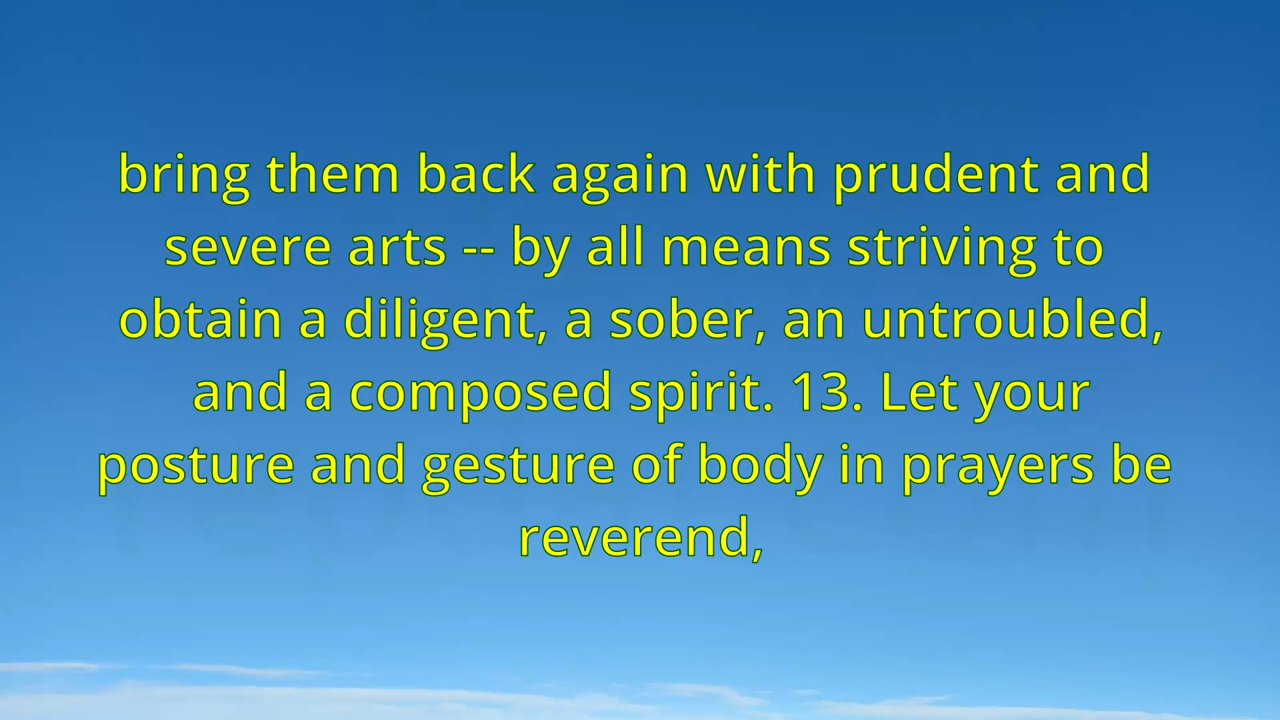 bring them back again with prudent and
severe arts -- by all means striving to
obtain a diligent, a sober, an untroubled,
and a composed spirit. 13. Let your
posture and gesture of body in prayers be
reverend,